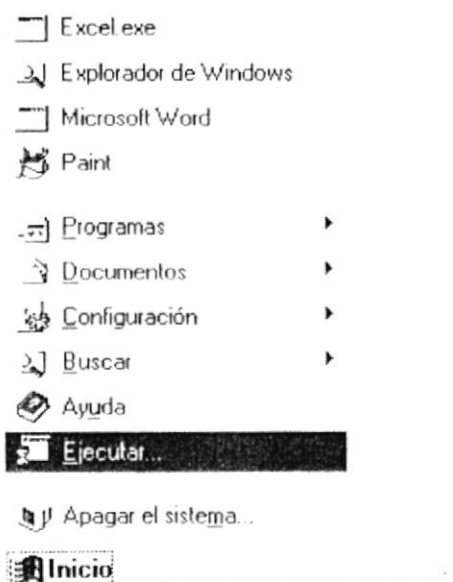 Excel.exe
Explorador de Windows
Microsoft Word
Paint
Programas
Documentos
Configuración
Buscar
Ayuda
Ejecutar...
Apagar el sistema...
Inicio